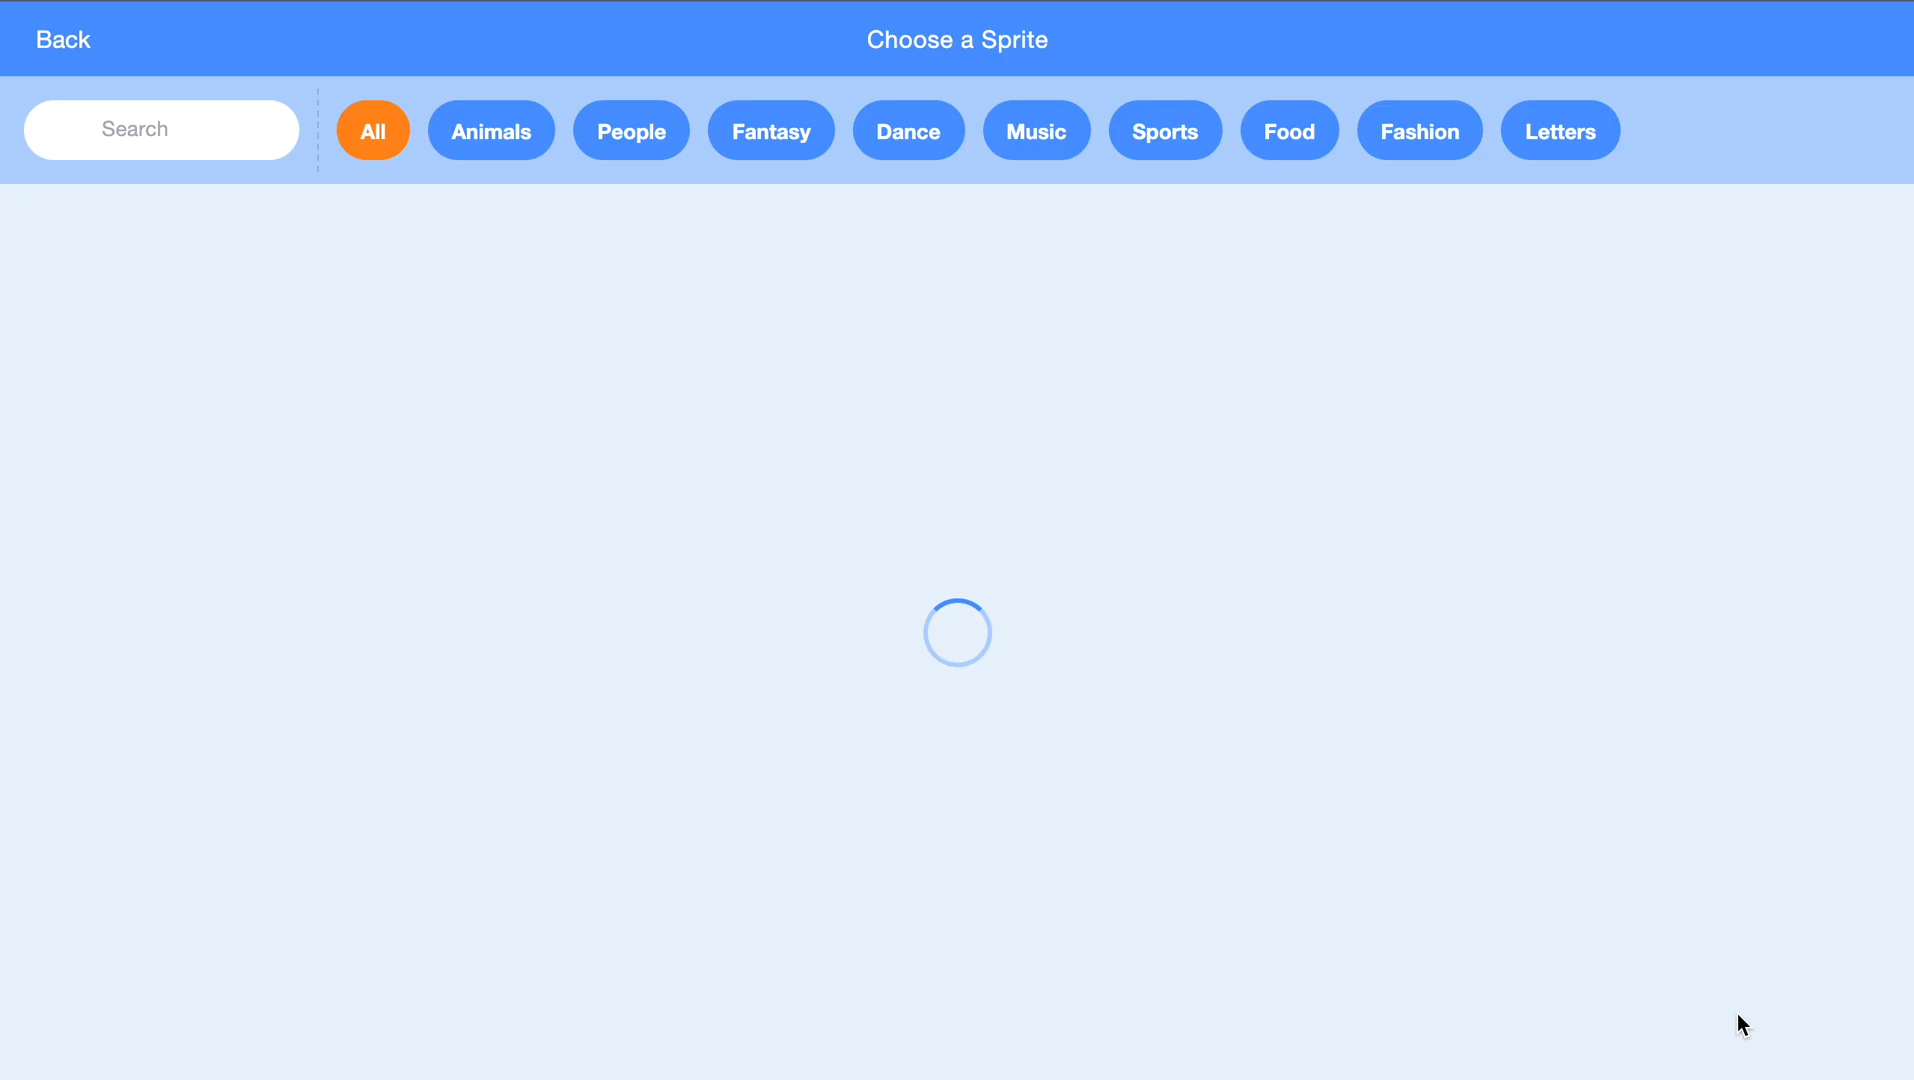 Back
Choose a Sprite
Search
All
Animals
People
Fantasy
Dance
Music
Sports
Food
Fashion
Letters